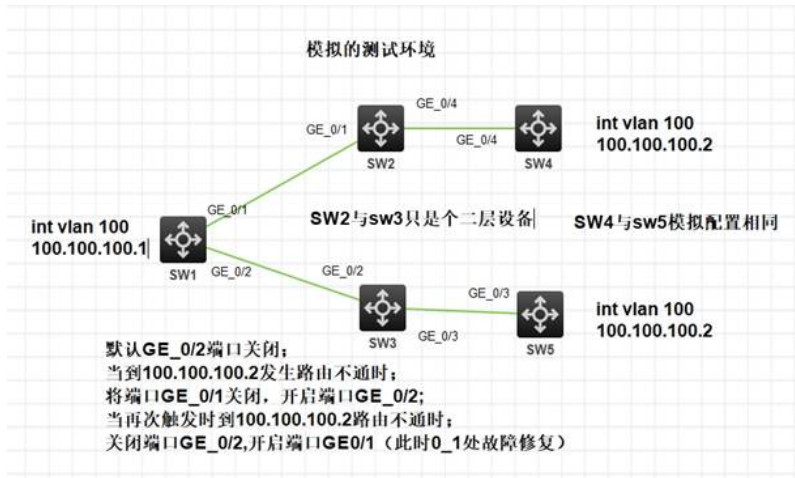 模拟的测试环境
GE_0/4
GE_0/1
GE_0/4
int vlan 100
100.100.100.2
SW2
SW4
GE_0/1
int vlan 100
100.100.100.1
SW2与sw3只是个二层设备
SW4与sw5模拟配置相同
SW1
GE_0/2
GE_0/2
GE_0/3
int vlan 100
100.100.100.2
SW3
GE_0/3
SW5
默认GE_0/2端口关闭；
当到100.100.100.2发生路由不通时；
将端口GE_0/1关闭，开启端口GE_0/2;
当再次触发时到100.100.100.2路由不通时；
关闭端口GE_0/2,开启端口GE0/1（此时0_1处故障修复）